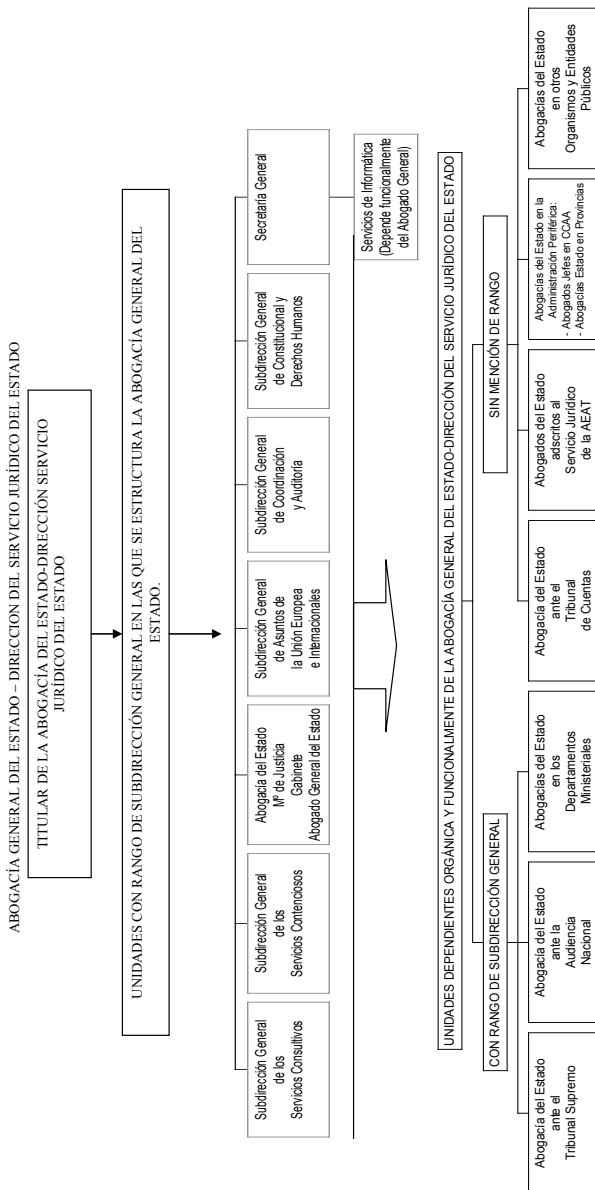 ABOGACÍA GENERAL DEL ESTADO – DIRECCION DEL SERVICIO JURÍDICO DEL ESTADO
TITULAR DE LA ABOGACÍA DEL ESTADO-DIRECCIÓN SERVICIO
JURÍDICO DEL ESTADO
UNIDADES CON RANGO DE SUBDIRECCIÓN GENERAL EN LAS QUE SE ESTRUCTURA LA ABOGACÍA GENERAL DEL
ESTADO.
Subdirección General
de los
Servicios Consultivos
Subdirección General
de los
Servicios Contenciosos
Abogacía del Estado
Mº de Justicia
Gabinete
Abogado General del Estado
Subdirección General
de Asuntos de
la Unión Europea
e Internacionales
Subdirección General
de Coordinación
y Auditoría
Subdirección General
de Constitucional y
Derechos Humanos
Secretaría General
Servicios de Informática
(Depende funcionalmente
del Abogado General)
UNIDADES DEPENDIENTES ORGÁNICA Y FUNCIONALMENTE DE LA ABOGACÍA GENERAL DEL ESTADO-DIRECCIÓN DEL SERVICIO JURÍDICO DEL ESTADO
CON RANGO DE SUBDIRECCIÓN GENERAL
SIN MENCIÓN DE RANGO
Abogacía del Estado
ante el
Tribunal Supremo
Abogacía del Estado
ante la
Audiencia
Nacional
Abogacías del Estado
en los
Departamentos
Ministeriales
Abogacía del Estado
ante el
Tribunal
de Cuentas
Abogados del Estado
adscritos al
Servicio Jurídico
de la AEAT
Abogacías del Estado en la
Administración Periférica:
- Abogados Jefes en CCAA
- Abogacías Estado en Provincias
Abogacías del Estado
en otros
Organismos y Entidades
Públicos